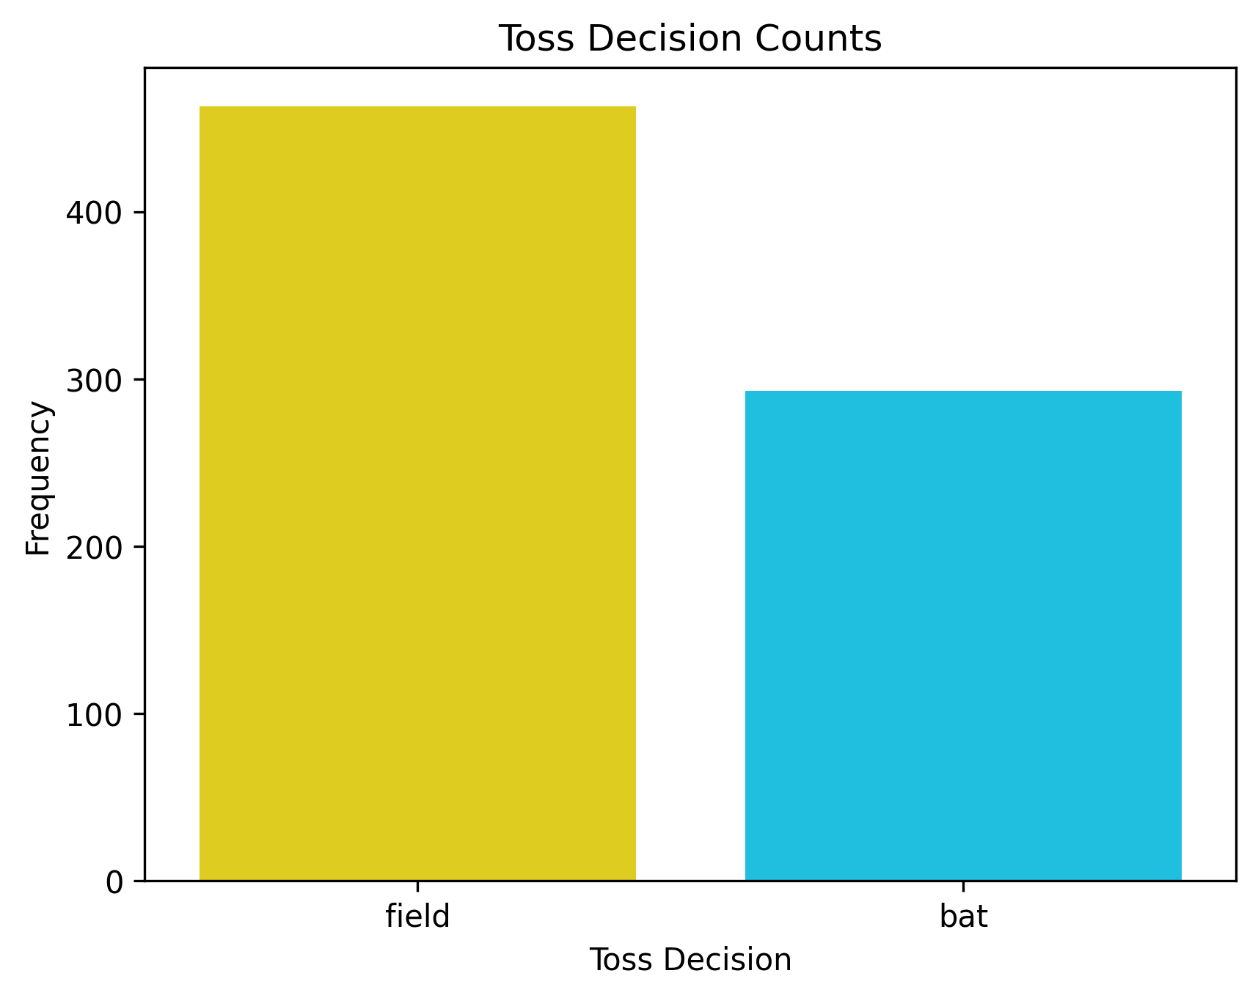 Toss Decision Counts
Frequency
400
300
200
100
0
field
bat
Toss Decision